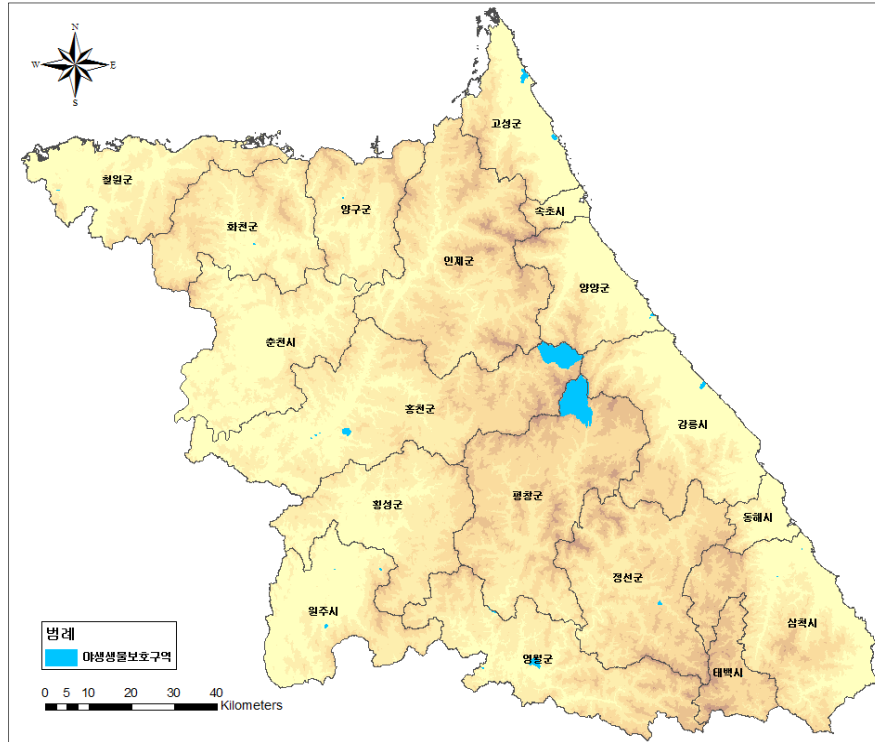 N
W E
S
고성군
철원군
속초시
양구군
화천군
인제군
양양군
춘천시
홍천군
강릉시
횡성군
평창군
동해시
정선군
원주시
삼척시
영월군
태백시
범례
야생생물보호구역
0 5 10 20 30 40
Kilometers